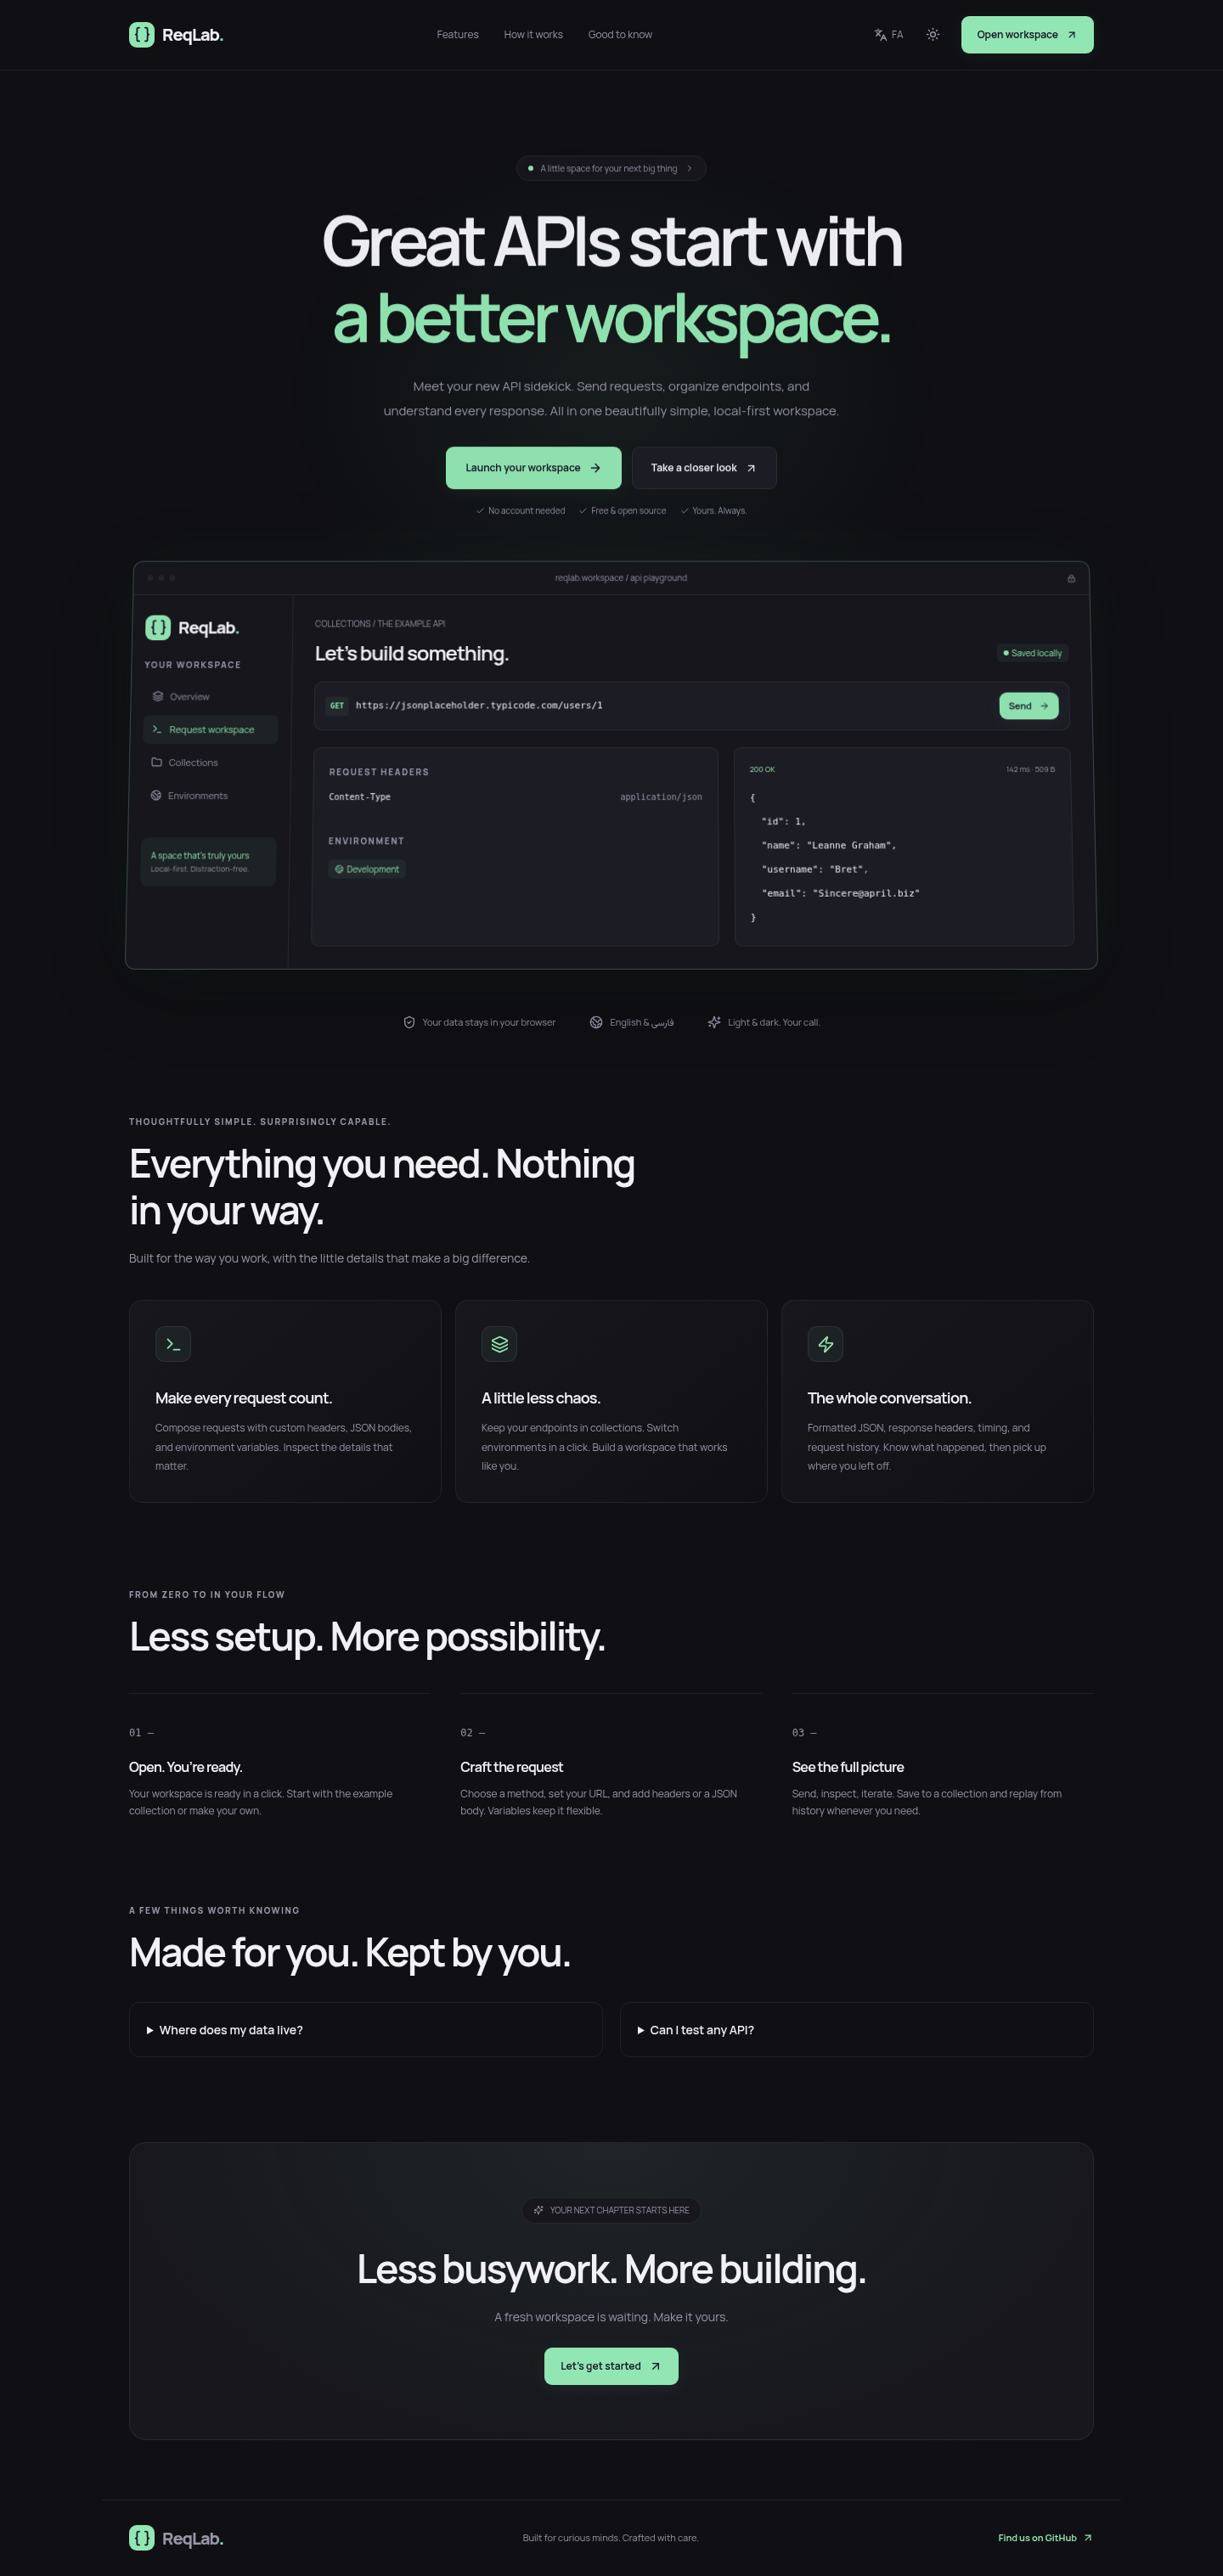 { } ReqLab.
Features How it works Good to know
FA
Open workspace
A little space for your next big thing
Great APIs start with
a better workspace.
Meet your new API sidekick. Send requests, organize endpoints, and
understand every response. All in one beautifully simple, local-first workspace.
Launch your workspace
Take a closer look
No account needed Free & open source Yours. Always.
reqlab.workspace / api playground
{ } ReqLab.
YOUR WORKSPACE
Overview
Request workspace
Collections
Environments
A space that's truly yours
Local-first. Distraction-free.
COLLECTIONS / THE EXAMPLE API
Let's build something.
Saved locally
GET https://jsonplaceholder.typicode.com/users/1
Send
REQUEST HEADERS
Content-Type application/json
ENVIRONMENT
Development
200 OK 142 ms · 509 B
{
"id": 1,
"name": "Leanne Graham",
"username": "Bret",
"email": "Sincere@april.biz"
}
Your data stays in your browser English & فارسی Light & dark. Your call.
THOUGHTFULLY SIMPLE. SURPRISINGLY CAPABLE.
Everything you need. Nothing
in your way.
Built for the way you work, with the little details that make a big difference.
Make every request count.
Compose requests with custom headers, JSON bodies,
and environment variables. Inspect the details that
matter.
A little less chaos.
Keep your endpoints in collections. Switch
environments in a click. Build a workspace that works
like you.
The whole conversation.
Formatted JSON, response headers, timing, and
request history. Know what happened, then pick up
where you left off.
FROM ZERO TO IN YOUR FLOW
Less setup. More possibility.
01 —
Open. You're ready.
Your workspace is ready in a click. Start with the example
collection or make your own.
02 —
Craft the request
Choose a method, set your URL, and add headers or a JSON
body. Variables keep it flexible.
03 —
See the full picture
Send, inspect, iterate. Save to a collection and replay from
history whenever you need.
A FEW THINGS WORTH KNOWING
Made for you. Kept by you.
Where does my data live?
Can I test any API?
YOUR NEXT CHAPTER STARTS HERE
Less busywork. More building.
A fresh workspace is waiting. Make it yours.
Let's get started
{ } ReqLab.
Built for curious minds. Crafted with care.
Find us on GitHub